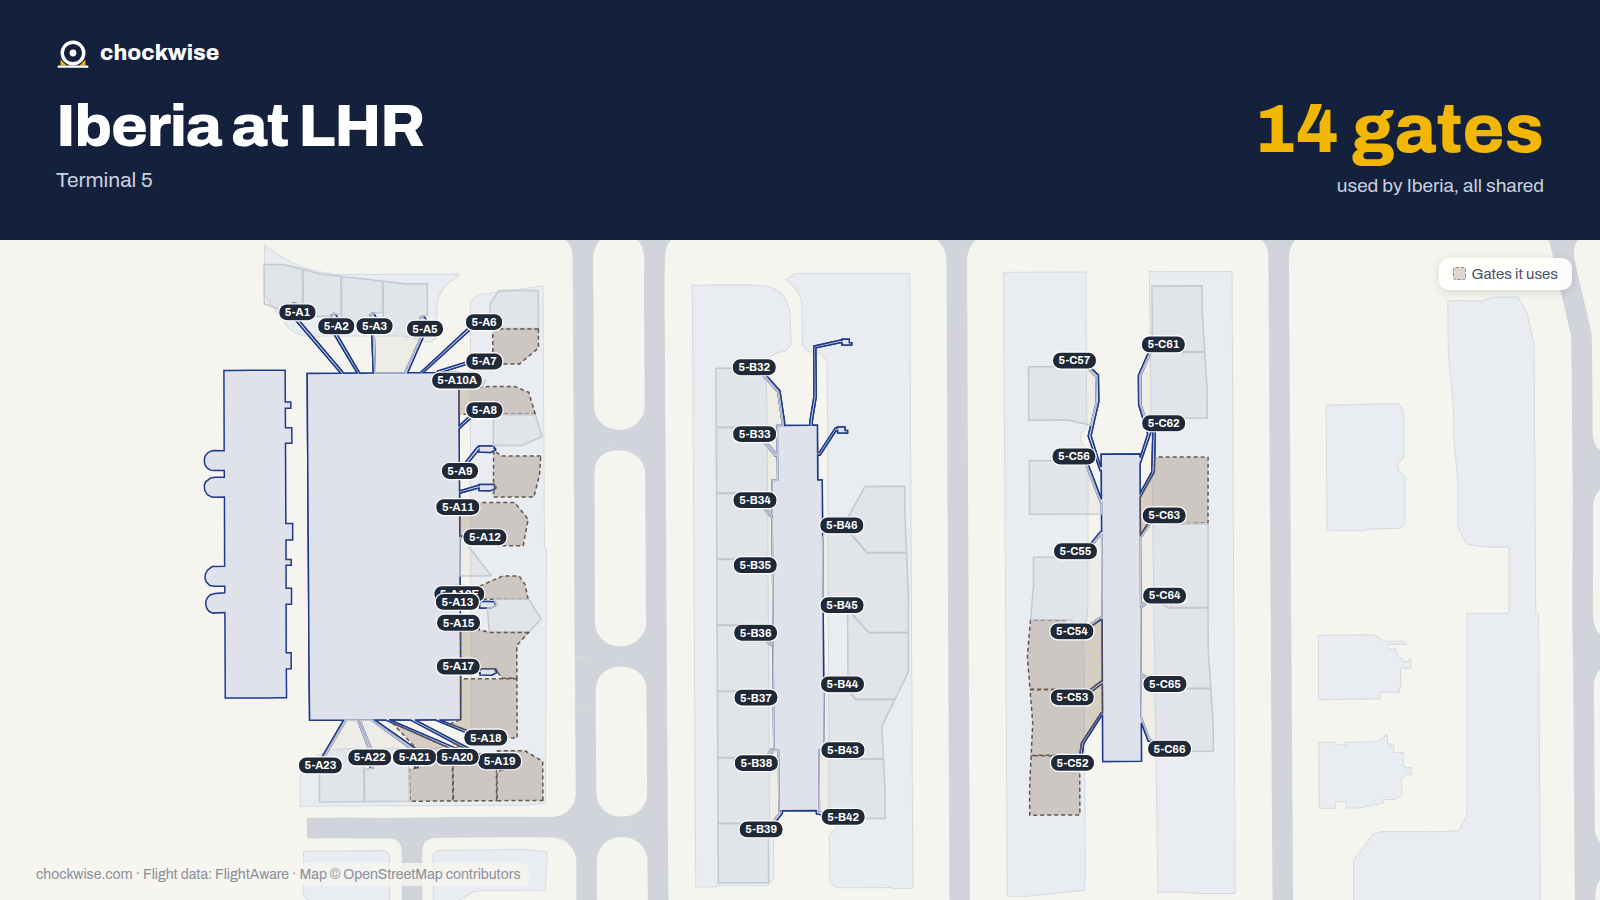 chockwise
Iberia at LHR
Terminal 5
14 gates
used by Iberia, all shared
Gates it uses
5-A1
5-A2
5-A3
5-A5
5-A6
5-A7
5-A10A
5-A8
5-A9
5-A11
5-A12
5-A13
5-A15
5-A17
5-A18
5-A19
5-A20
5-A21
5-A22
5-A23
5-B32
5-B33
5-B34
5-B35
5-B36
5-B37
5-B38
5-B39
5-B46
5-B45
5-B44
5-B43
5-B42
5-C57
5-C56
5-C55
5-C54
5-C53
5-C52
5-C61
5-C62
5-C63
5-C64
5-C65
5-C66
chockwise.com · Flight data: FlightAware · Map © OpenStreetMap contributors